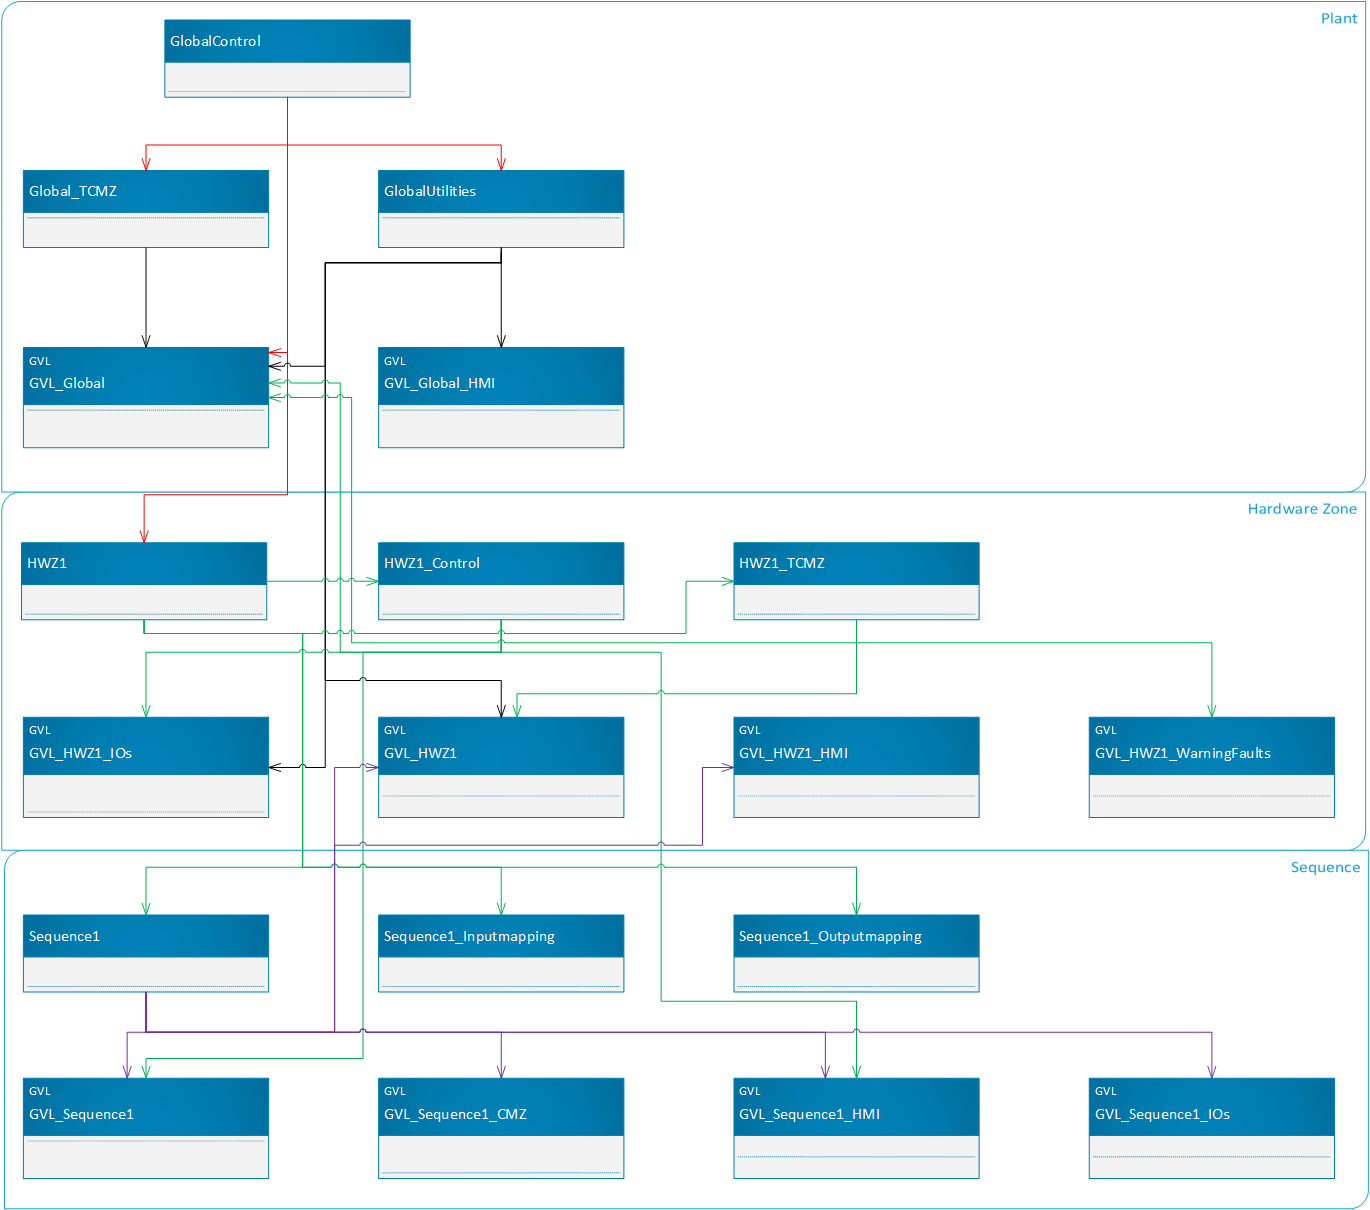 Plant
GlobalControl
Global_TCMZ
GlobalUtilities
GVL
GVL_Global
GVL
GVL_Global_HMI
Hardware Zone
HWZ1
HWZ1_Control
HWZ1_TCMZ
GVL
GVL_HWZ1_IOs
GVL
GVL_HWZ1
GVL
GVL_HWZ1_HMI
GVL
GVL_HWZ1_WarningFaults
Sequence
Sequence1
Sequence1_Inputmapping
Sequence1_Outputmapping
GVL
GVL_Sequence1
GVL
GVL_Sequence1_CMZ
GVL
GVL_Sequence1_HMI
GVL
GVL_Sequence1_IOs